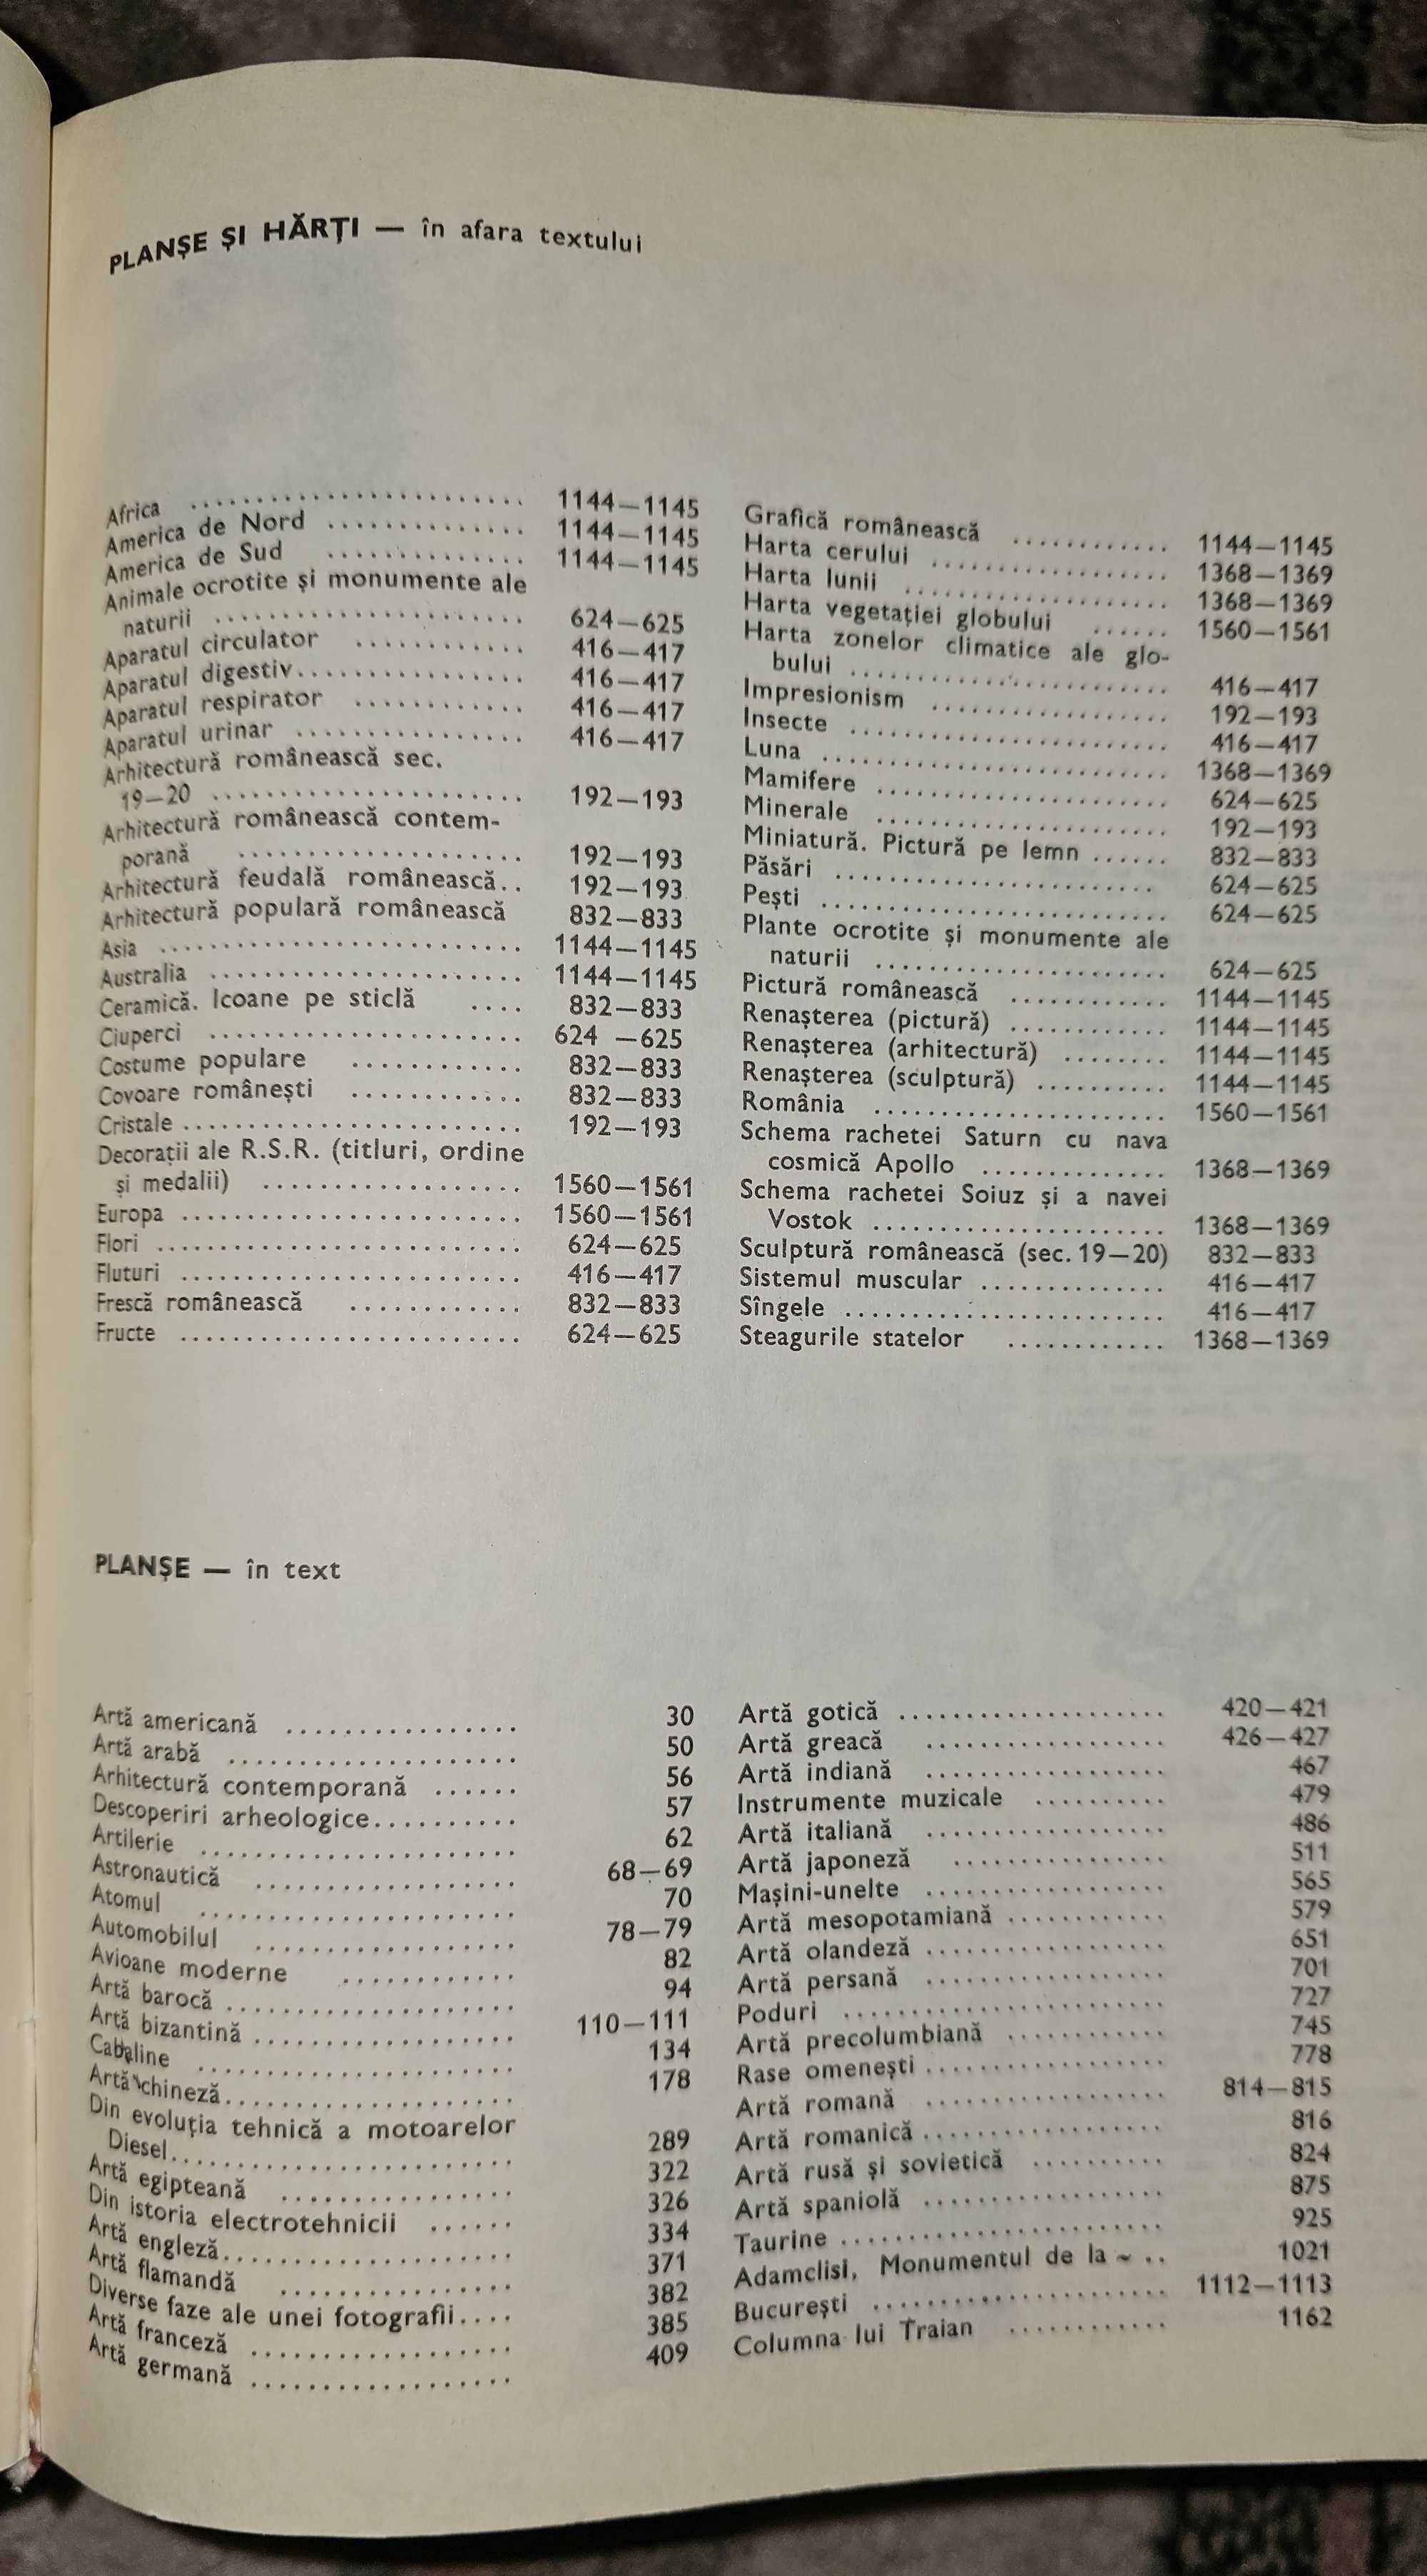 PLANȘE ȘI HĂRȚI — în afara textului
Africa ........................ 1144—1145
America de Nord .............. 1144—1145
America de Sud .............. 1144—1145
Animale ocrotite și monumente ale
naturii ...................... 624—625
Aparatul circulator ............ 416—417
Aparatul digestiv................ 416—417
Aparatul respirator ............ 416—417
Aparatul urinar ................ 416—417
Arhitectură românească sec.
19—20 ...................... 192—193
Arhitectură românească contem-
porană .................... 192—193
Arhitectură feudală românească.. 192—193
Arhitectură populară românească 832—833
Asia .......................... 1144—1145
Australia ...................... 1144—1145
Ceramică. Icoane pe sticlă .... 832—833
Ciuperci ...................... 624 —625
Costume populare ............ 832—833
Covoare românești ............ 832—833
Cristale ........................ 192—193
Decorații ale R.S.R. (titluri, ordine
și medalii) .................. 1560—1561
Europa ........................ 1560—1561
Flori .......................... 624—625
Fluturi ........................ 416—417
Frescă românească ............ 832—833
Fructe ........................ 624—625
Grafică românească ............ 1144—1145
Harta cerului .................. 1368—1369
Harta lunii .................... 1368—1369
Harta vegetației globului ...... 1560—1561
Harta zonelor climatice ale glo-
bului ........................ 416—417
Impresionism .................. 192—193
Insecte ........................ 416—417
Luna .......................... 1368—1369
Mamifere ...................... 624—625
Minerale ...................... 192—193
Miniatură. Pictură pe lemn ...... 832—833
Păsări ........................ 624—625
Pești .......................... 624—625
Plante ocrotite și monumente ale
naturii ...................... 624—625
Pictură românească ............ 1144—1145
Renașterea (pictură) ............ 1144—1145
Renașterea (arhitectură) ........ 1144—1145
Renașterea (sculptură) .......... 1144—1145
România ...................... 1560—1561
Schema rachetei Saturn cu nava
cosmică Apollo .............. 1368—1369
Schema rachetei Soiuz și a navei
Vostok ...................... 1368—1369
Sculptură românească (sec. 19—20) 832—833
Sistemul muscular .............. 416—417
Sîngele ........................ 416—417
Steagurile statelor ............ 1368—1369
PLANȘE — în text
Artă americană ................ 30
Artă arabă .................... 50
Arhitectură contemporană ...... 56
Descoperiri arheologice.......... 57
Artilerie ...................... 62
Astronautică .................. 68—69
Atomul ...................... 70
Automobilul .................. 78—79
Avioane moderne ............ 82
Artă barocă .................... 94
Artă bizantină .................. 110—111
Cabaline ...................... 134
Artă chineză.................... 178
Din evoluția tehnică a motoarelor
Diesel........................ 289
Artă egipteană ................ 322
Din istoria electrotehnicii ...... 326
Artă engleză.................... 334
Artă flamandă ................ 371
Diverse faze ale unei fotografii.... 382
Artă franceză .................. 385
Artă germană .................. 409
Artă gotică .................... 420—421
Artă greacă .................. 426—427
Artă indiană .................. 467
Instrumente muzicale .......... 479
Artă italiană .................. 486
Artă japoneză ................ 511
Mașini-unelte .................. 565
Artă mesopotamiană ............ 579
Artă olandeză .................. 651
Artă persană .................. 701
Poduri ........................ 727
Artă precolumbiană ............ 745
Rase omenești .................. 778
Artă romană .................. 814—815
Artă romanică .................. 816
Artă rusă și sovietică .......... 824
Artă spaniolă .................. 875
Taurine ........................ 925
Adamclisi, Monumentul de la ~ .. 1021
București ...................... 1112—1113
Columna lui Traian ............ 1162